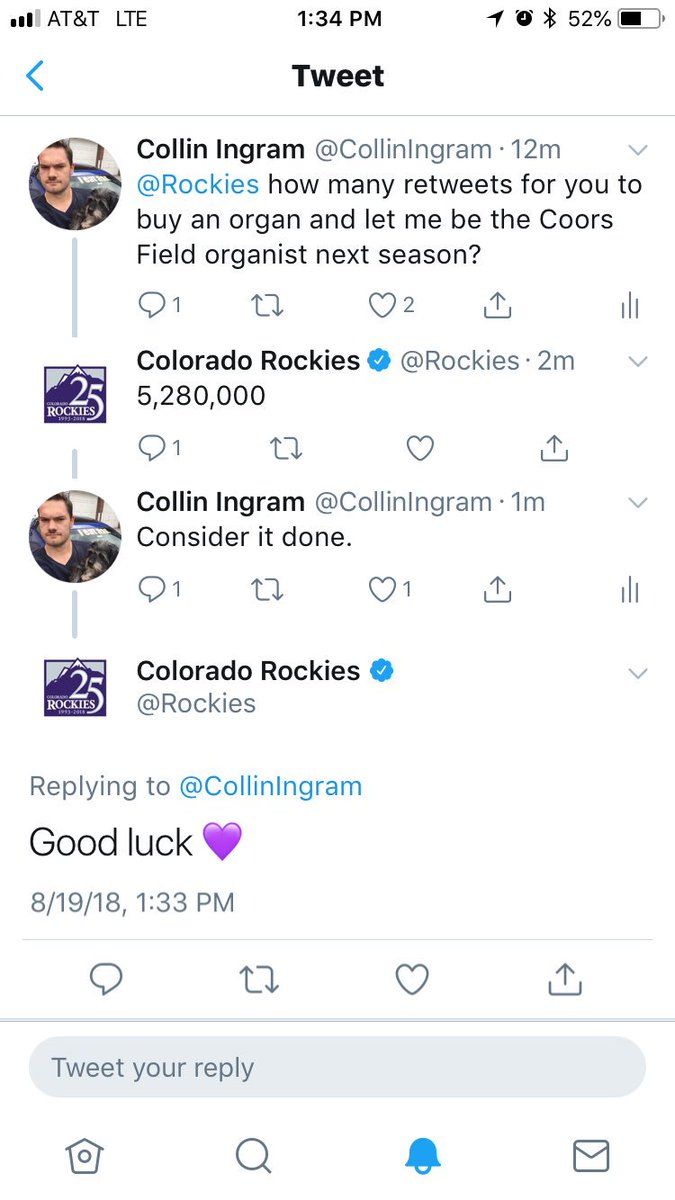 AT&T LTE 1:34 PM 52%
Tweet
Collin Ingram @CollinIngram · 12m
@Rockies how many retweets for you to
buy an organ and let me be the Coors
Field organist next season?
1 2
COLORADO
25
ROCKIES
1993-2018
Colorado Rockies @Rockies · 2m
5,280,000
1
Collin Ingram @CollinIngram · 1m
Consider it done.
1 1
COLORADO
25
ROCKIES
1993-2018
Colorado Rockies
@Rockies
Replying to @CollinIngram
Good luck 💜
8/19/18, 1:33 PM
Tweet your reply